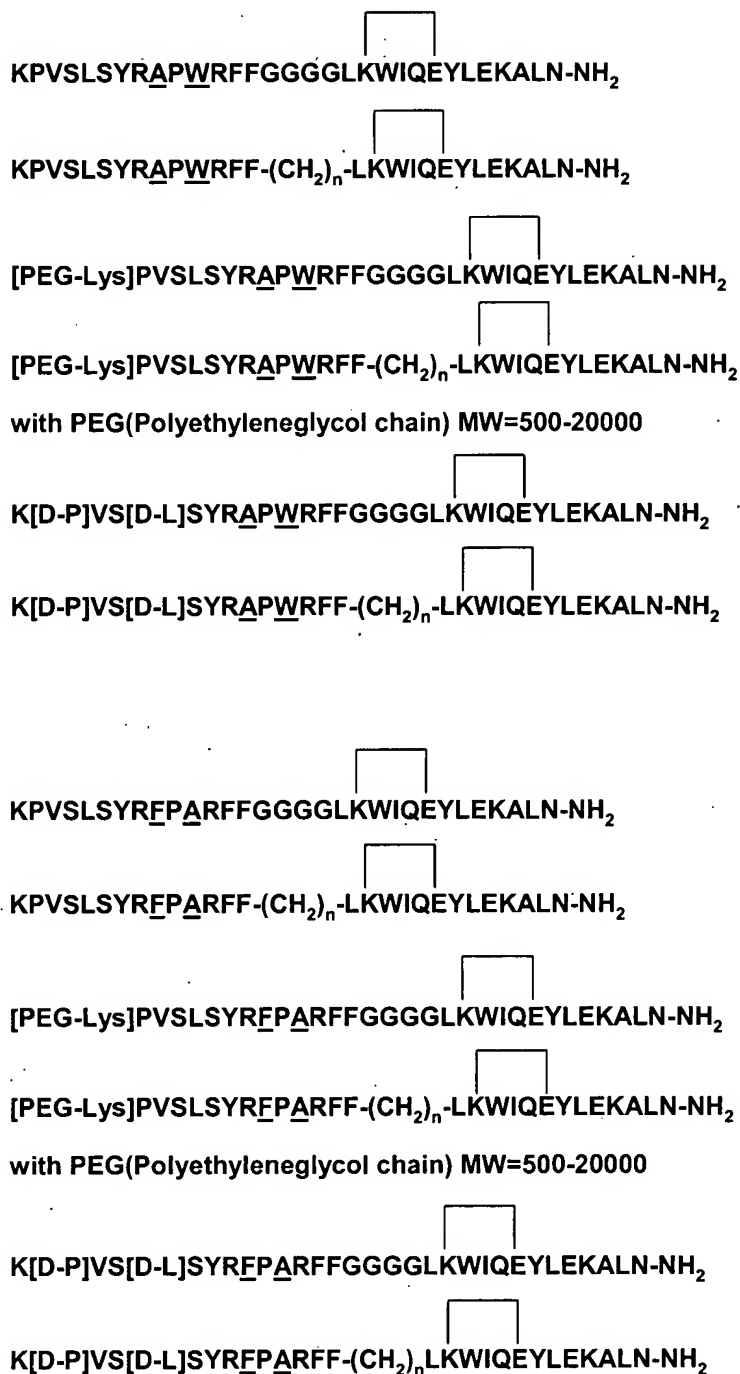 KPVSLSYRAPWRFFGGGGLKWIQEYLEKALN-NH₂
KPVSLSYRAPWRFF-(CH₂)ₙ-LKWIQEYLEKALN-NH₂
[PEG-Lys]PVSLSYRAPWRFFGGGGLKWIQEYLEKALN-NH₂
[PEG-Lys]PVSLSYRAPWRFF-(CH₂)ₙ-LKWIQEYLEKALN-NH₂
with PEG(Polyethyleneglycol chain) MW=500-20000
K[D-P]VS[D-L]SYRAPWRFFGGGGLKWIQEYLEKALN-NH₂
K[D-P]VS[D-L]SYRAPWRFF-(CH₂)ₙ-LKWIQEYLEKALN-NH₂
KPVSLSYRFPARFFGGGGLKWIQEYLEKALN-NH₂
KPVSLSYRFPARFF-(CH₂)ₙ-LKWIQEYLEKALN-NH₂
[PEG-Lys]PVSLSYRFPARFFGGGGLKWIQEYLEKALN-NH₂
[PEG-Lys]PVSLSYRFPARFF-(CH₂)ₙ-LKWIQEYLEKALN-NH₂
with PEG(Polyethyleneglycol chain) MW=500-20000
K[D-P]VS[D-L]SYRFPARFFGGGGLKWIQEYLEKALN-NH₂
K[D-P]VS[D-L]SYRFPARFF-(CH₂)ₙLKWIQEYLEKALN-NH₂